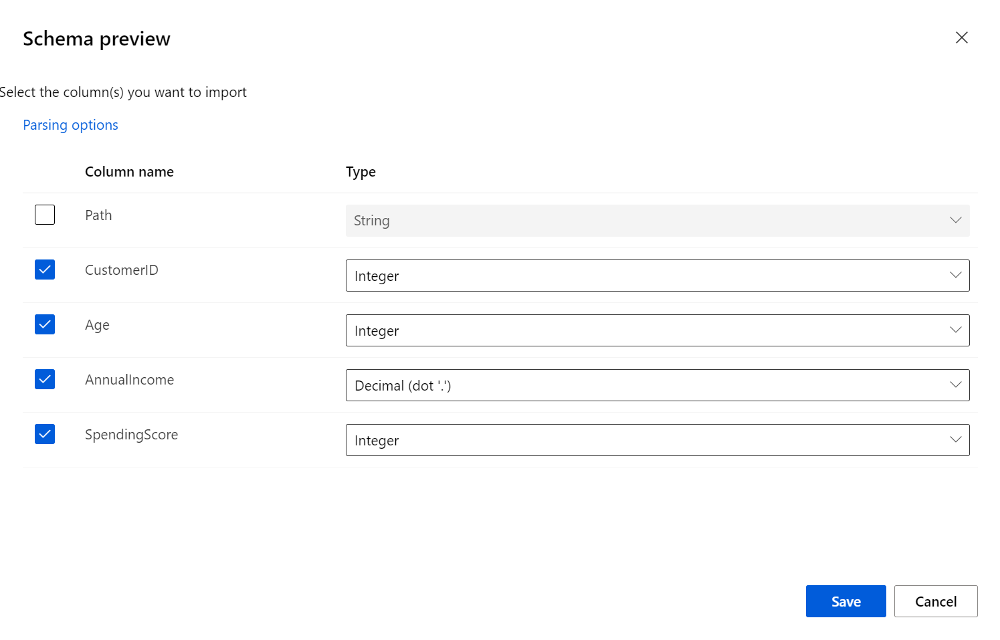 Schema preview
Select the column(s) you want to import
Parsing options
Column name Type
Path String
CustomerID Integer
Age Integer
AnnualIncome Decimal (dot '.')
SpendingScore Integer
Save Cancel